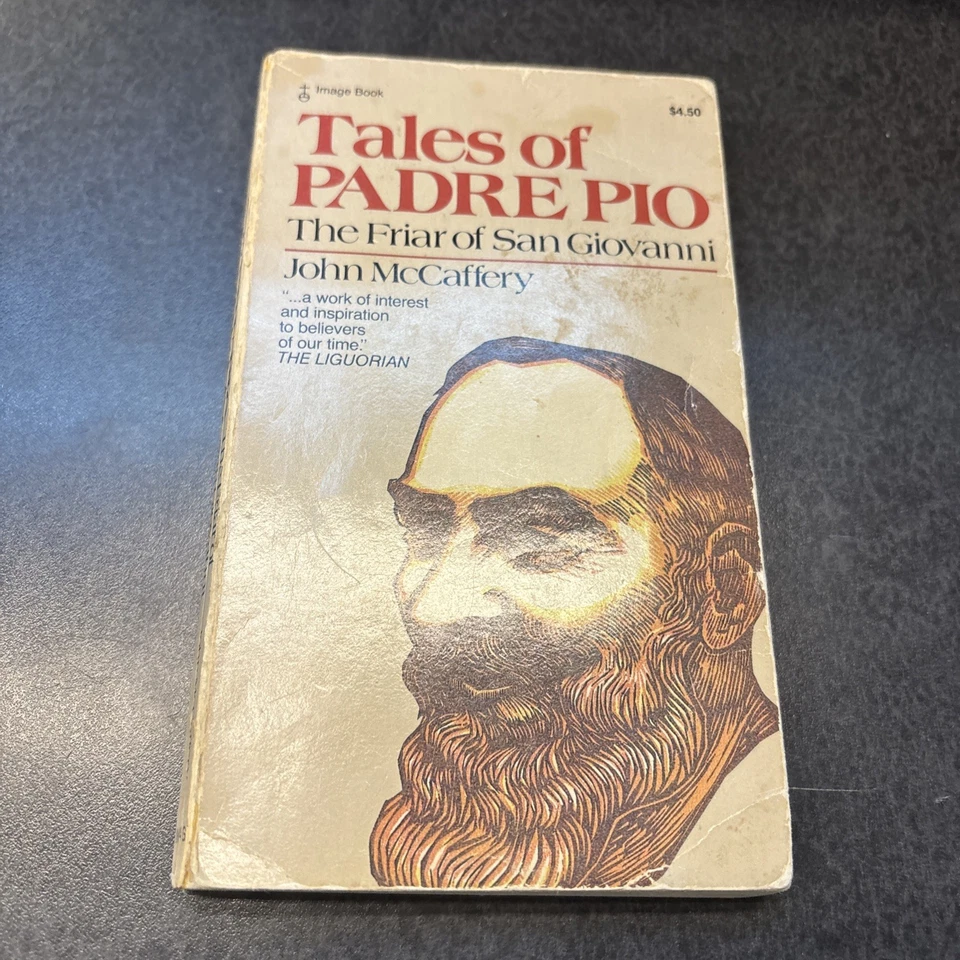 Image Book
$4.50
Tales of
PADRE PIO
The Friar of San Giovanni
John McCaffery
"...a work of interest
and inspiration
to believers
of our time."
THE LIGUORIAN